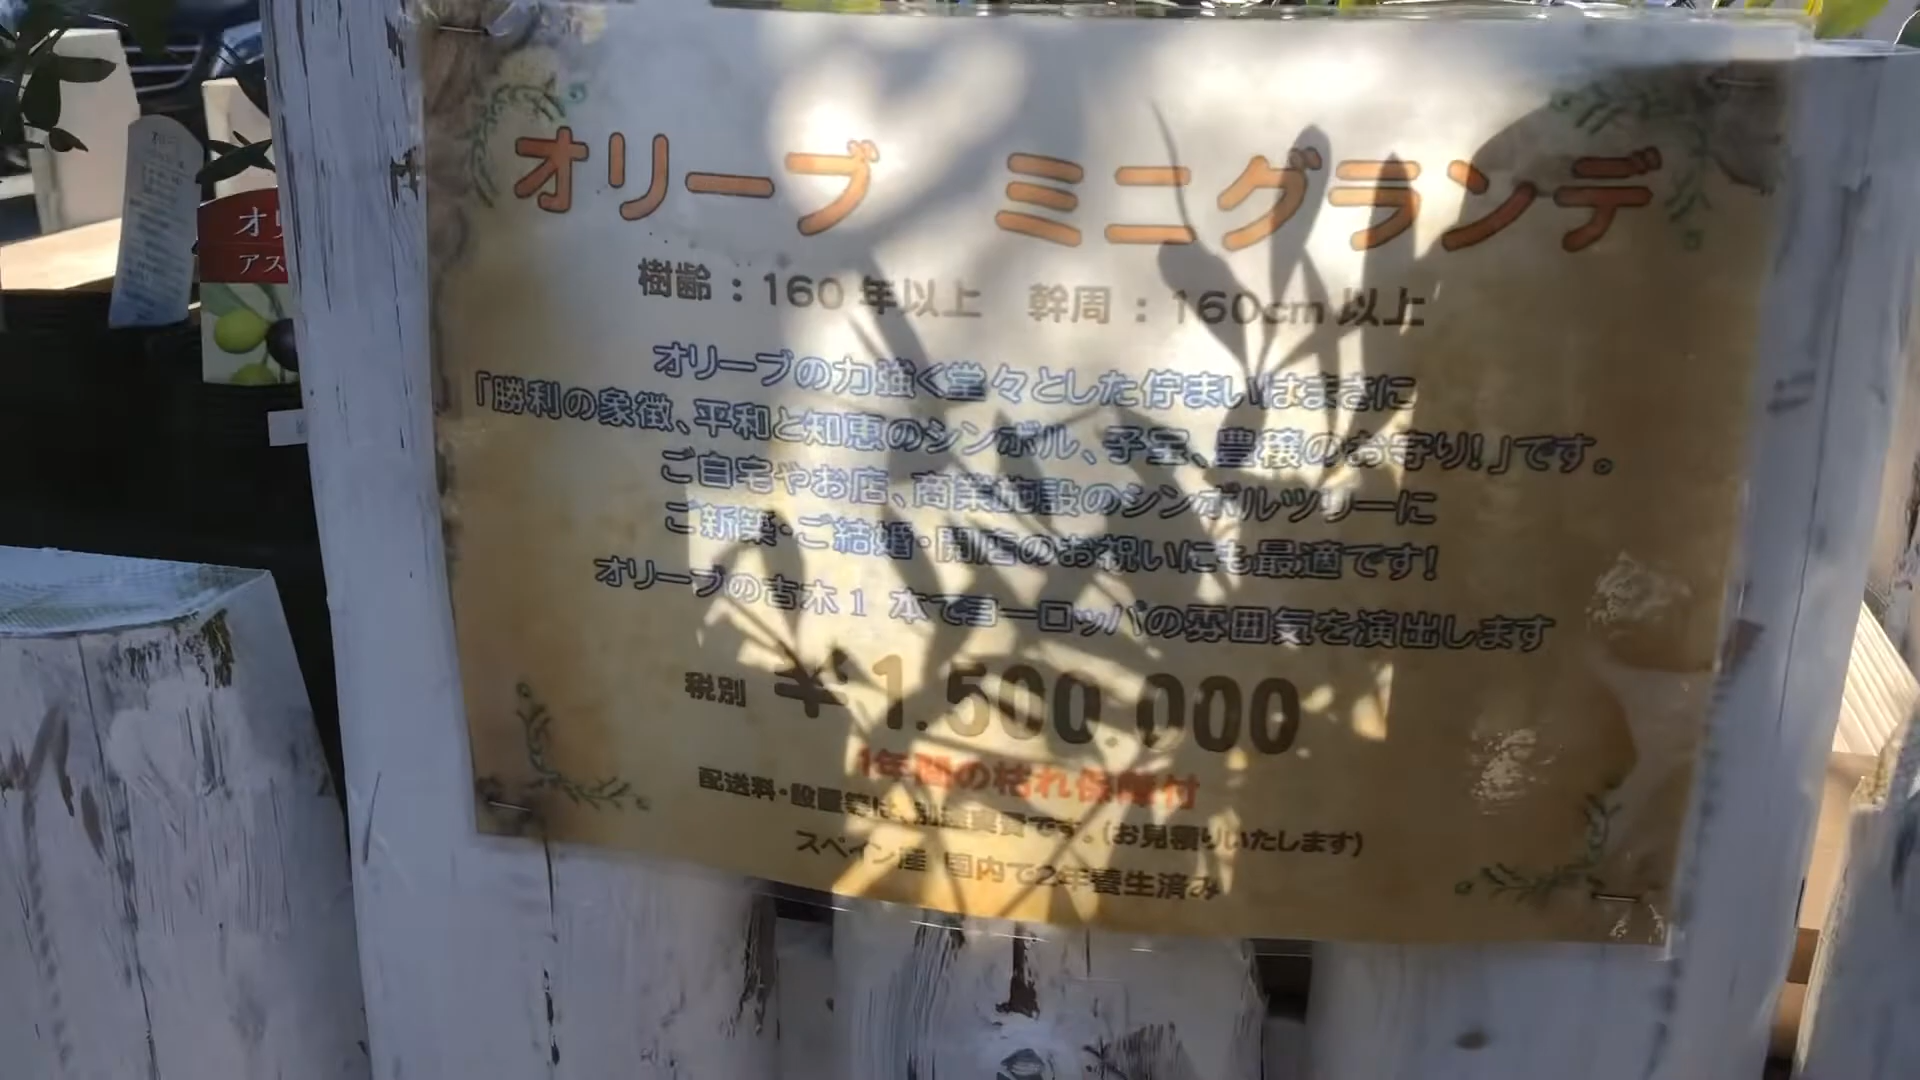 オリーブ ミニグランデ
樹齢：160年以上 幹周：160cm以上
オリーブの力強く堂々とした佇まいはまさに
「勝利の象徴、平和と知恵のシンボル、子宝、豊穣のお守り!」です。
ご自宅やお店、商業施設のシンボルツリーに
ご新築・ご結婚・開店のお祝いにも最適です!
オリーブの古木1 本でヨーロッパの雰囲気を演出します
税別 1.500.000
1年間の枯れ保障付
配送料・設置等は、別途実費です。(お見積りいたします)
スペイン産 国内で2年養生済み
オリ
アス